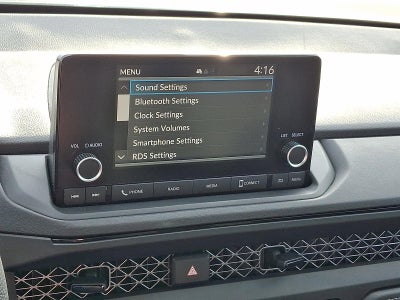 MENU 4:16
Sound Settings
Bluetooth Settings
Clock Settings
System Volumes
Smartphone Settings
RDS Settings
VOL AUDIO
LIST SELECT
PHONE RADIO MEDIA CONNECT MENU